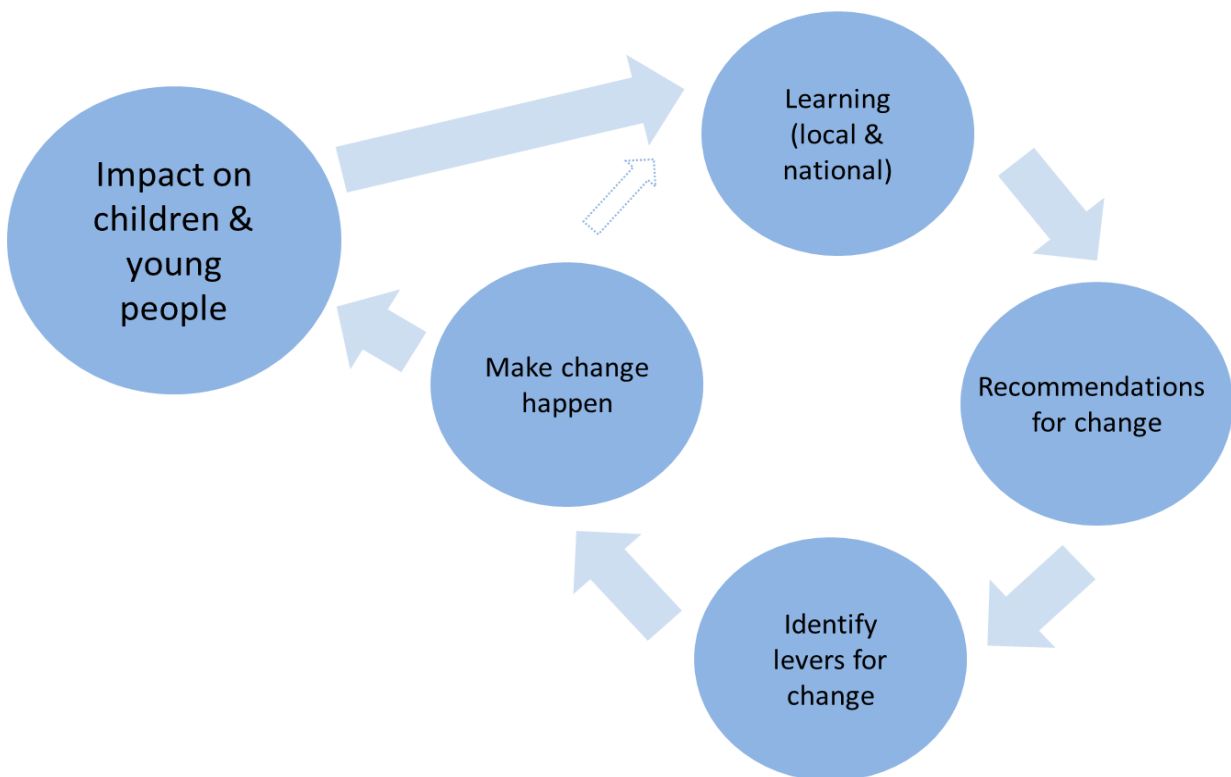 Impact on
children &
young
people
Learning
(local &
national)
Recommendations
for change
Identify
levers for
change
Make change
happen